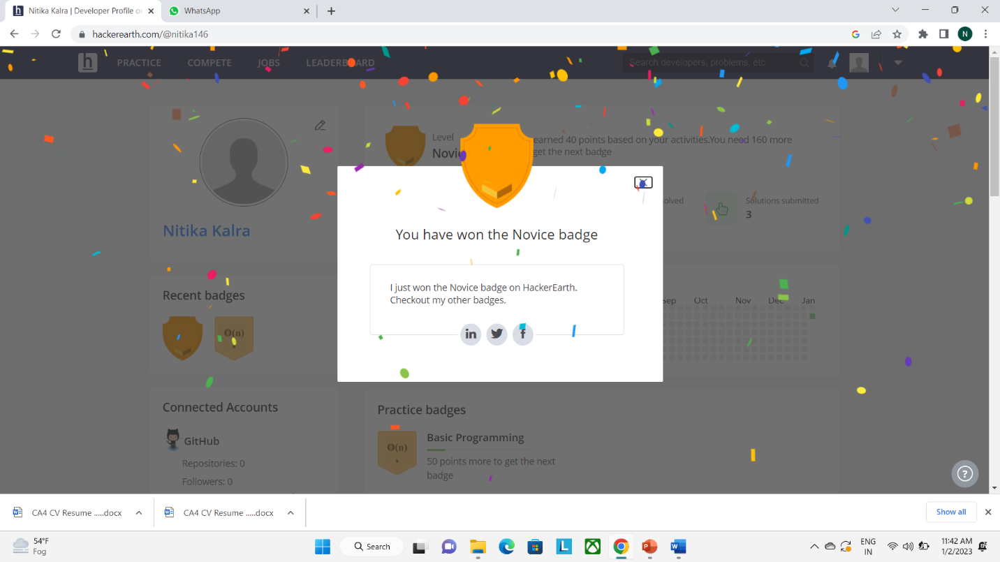 Nitika Kalra | Developer Profile o
WhatsApp
hackerearth.com/@nitika146
N
h
PRACTICE
COMPETE
JOBS
LEADERBOARD
Search developers, problems, etc
Level
earned 40 points based on your activities.You need 160 more
get the next badge
Nitika Kalra
Solutions submitted
3
You have won the Novice badge
I just won the Novice badge on HackerEarth.
Checkout my other badges.
in
f
Recent badges
O(n)
Oct
Nov
Dec
Jan
Connected Accounts
GitHub
Repositories: 0
Followers: 0
Practice badges
O(n)
Basic Programming
50 points more to get the next
badge
?
CA4 CV Resume .....docx
CA4 CV Resume .....docx
Show all
54°F
Fog
Search
L
P
W
ENG
IN
11:42 AM
1/2/2023